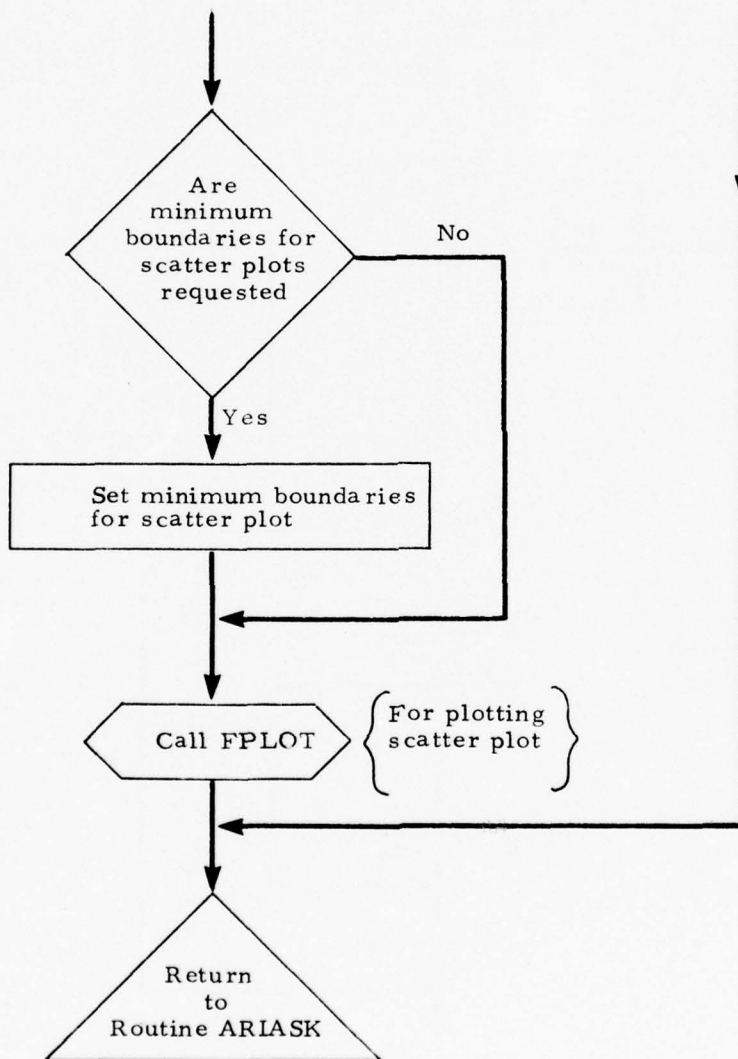 Are
minimum
boundaries for
scatter plots
requested
No
Yes
Set minimum boundaries
for scatter plot
Call FPLOT
For plotting
scatter plot
Return
to
Routine ARIASK